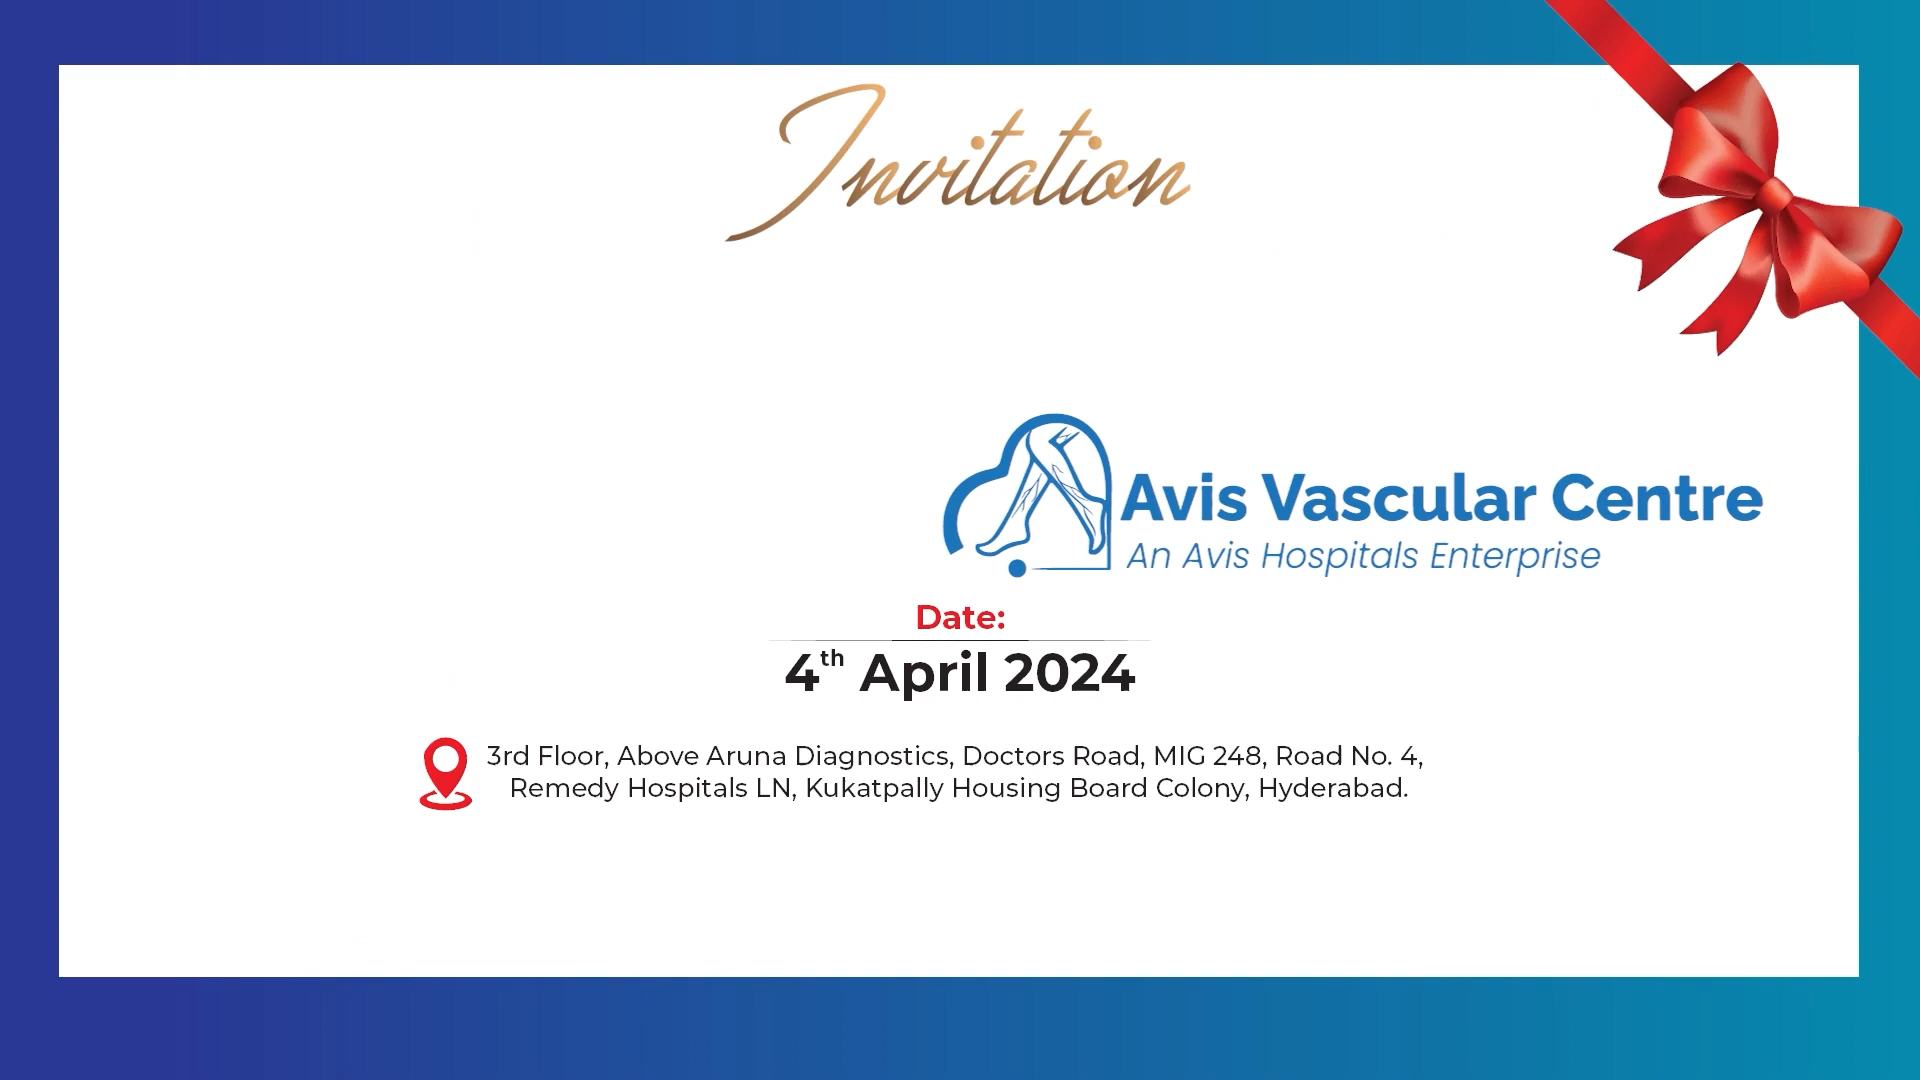 Invitation
Avis Vascular Centre
An Avis Hospitals Enterprise
Date:
4th April 2024
3rd Floor, Above Aruna Diagnostics, Doctors Road, MIG 248, Road No. 4,
Remedy Hospitals LN, Kukatpally Housing Board Colony, Hyderabad.